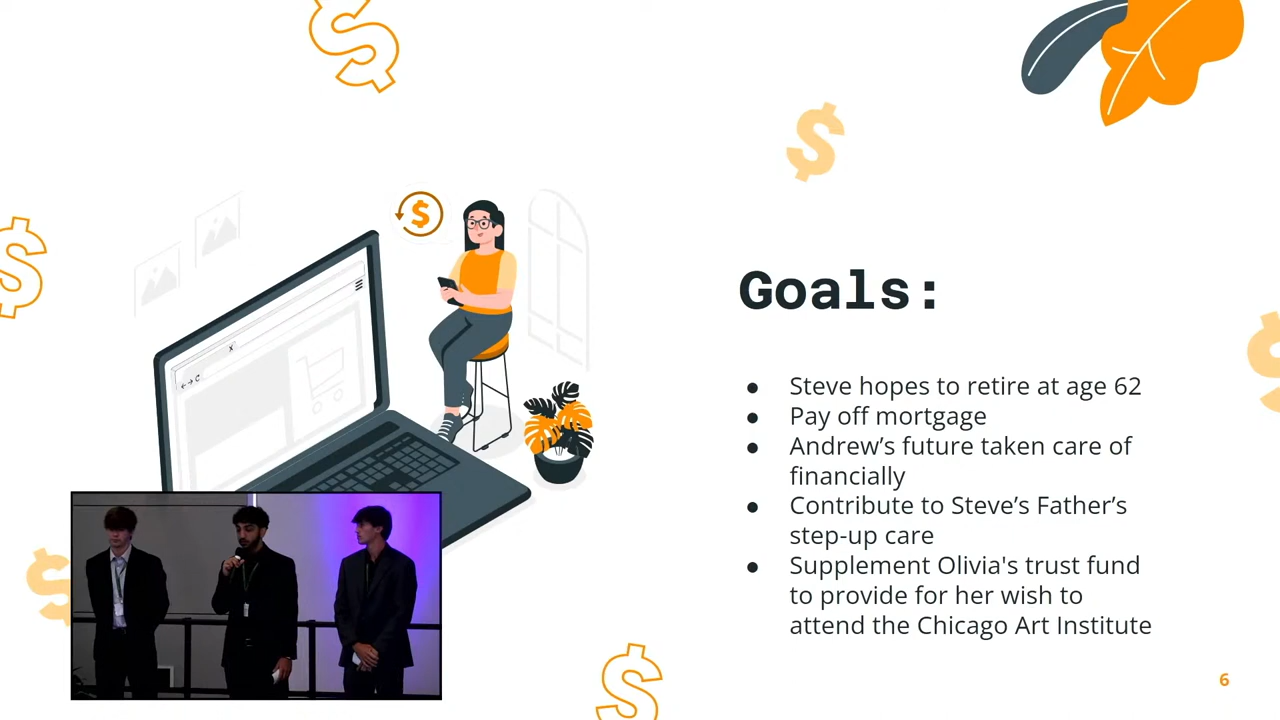 Goals:
● Steve hopes to retire at age 62
● Pay off mortgage
● Andrew’s future taken care of
financially
● Contribute to Steve’s Father’s
step-up care
● Supplement Olivia's trust fund
to provide for her wish to
attend the Chicago Art Institute
6